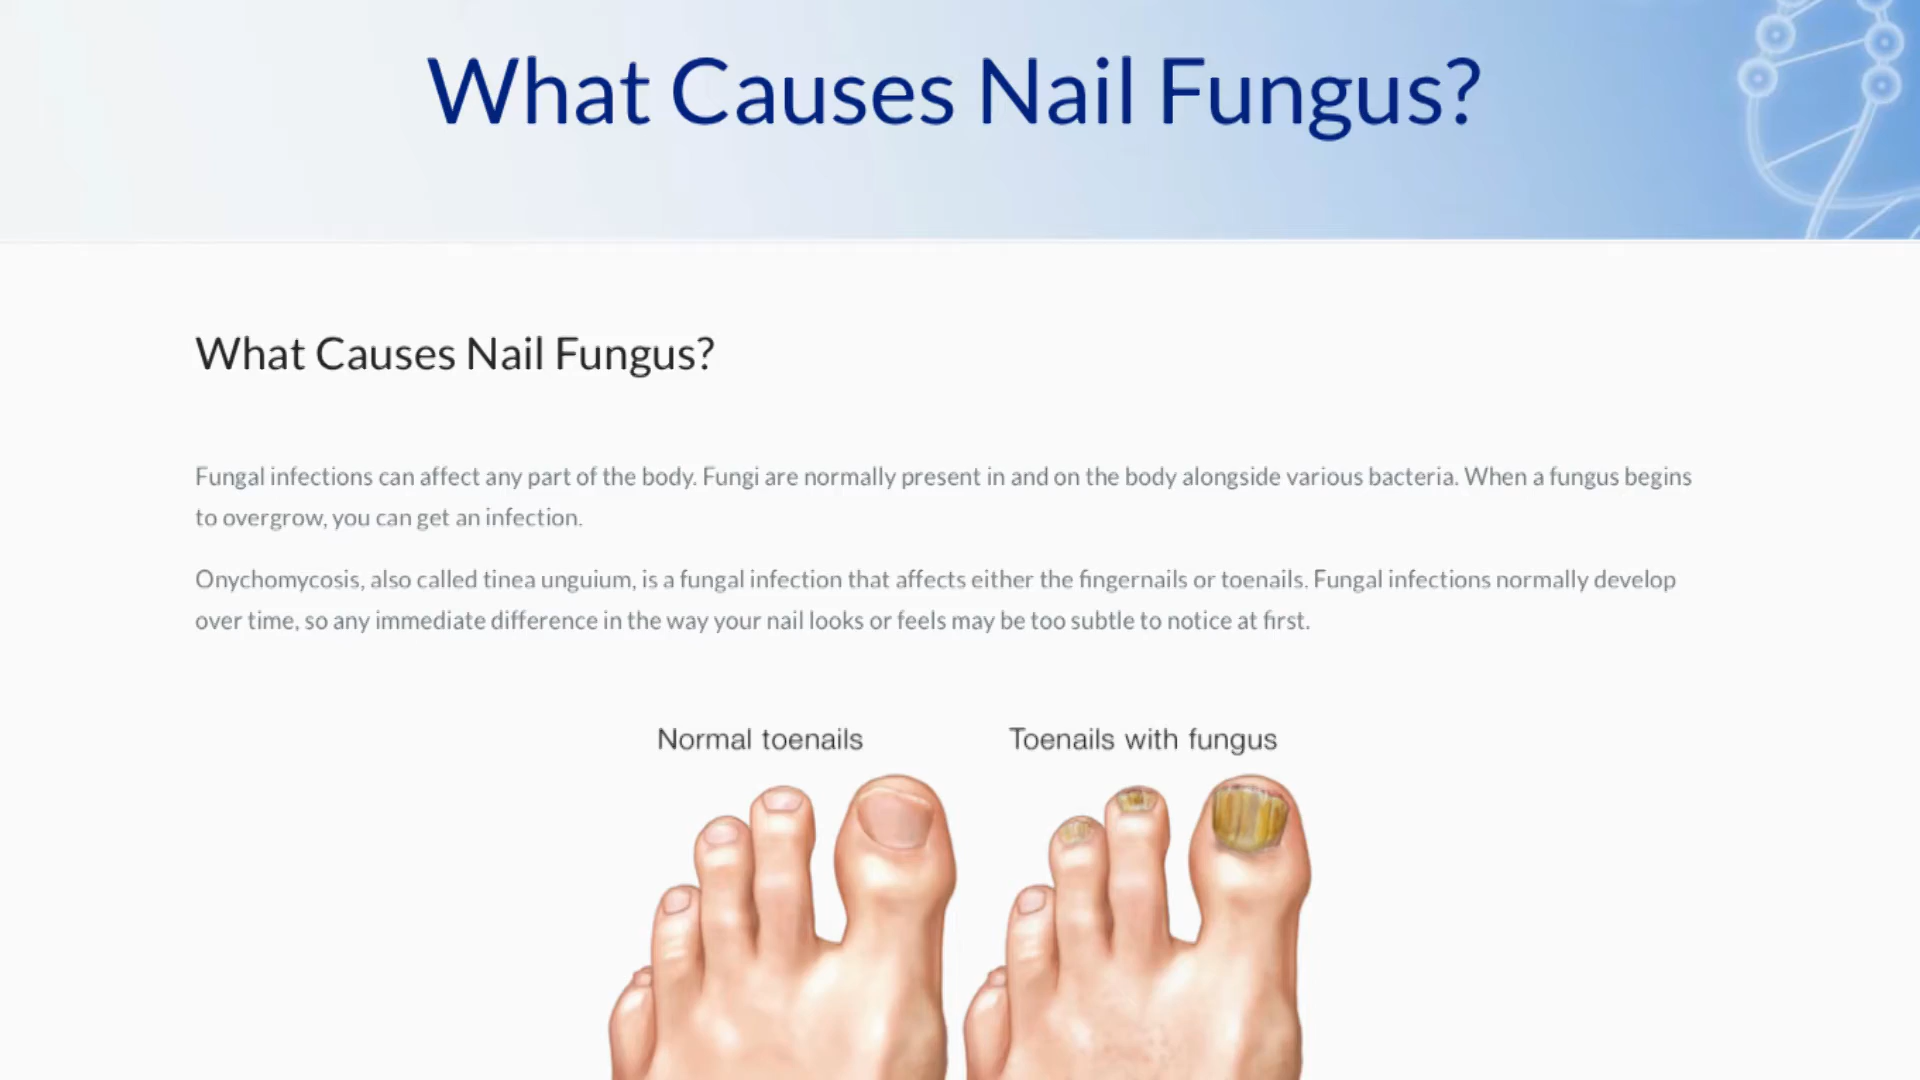 What Causes Nail Fungus?
What Causes Nail Fungus?
Fungal infections can affect any part of the body. Fungi are normally present in and on the body alongside various bacteria. When a fungus begins
to overgrow, you can get an infection.
Onychomycosis, also called tinea unguium, is a fungal infection that affects either the fingernails or toenails. Fungal infections normally develop
over time, so any immediate difference in the way your nail looks or feels may be too subtle to notice at first.
Normal toenails
Toenails with fungus